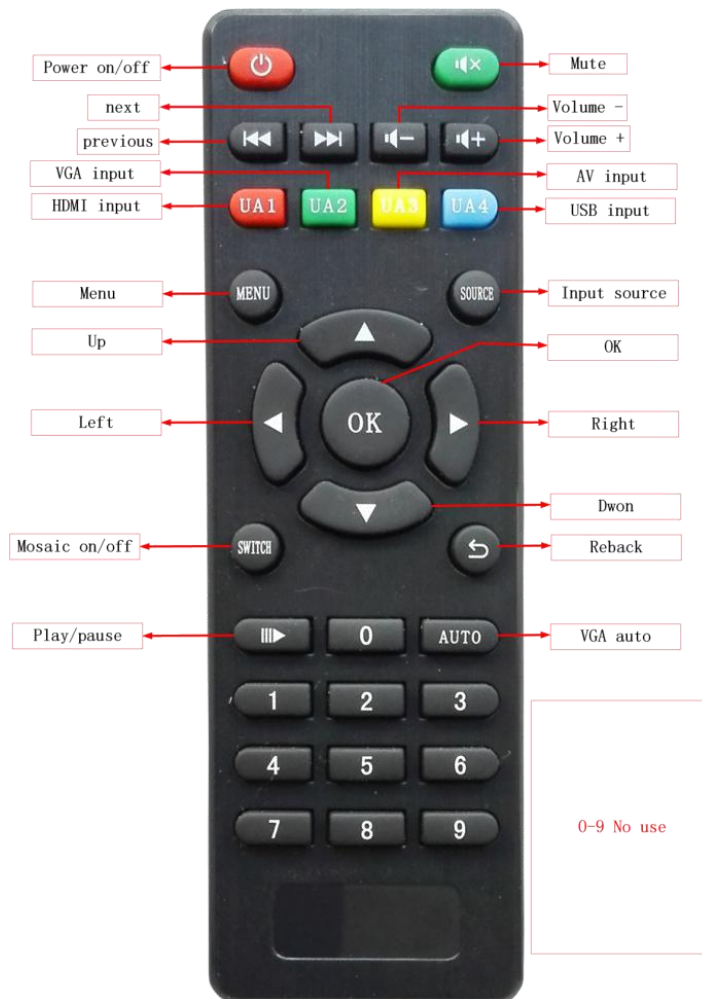 Power on/off
Mute
next
Volume -
previous
Volume +
VGA input
AV input
HDMI input
UA1
UA2
UA3
UA4
USB input
Menu
MENU
SOURCE
Input source
Up
OK
Left
OK
Right
Dwon
Mosaic on/off
SWITCH
Reback
Play/pause
0
AUTO
VGA auto
1
2
3
4
5
6
0-9 No use
7
8
9